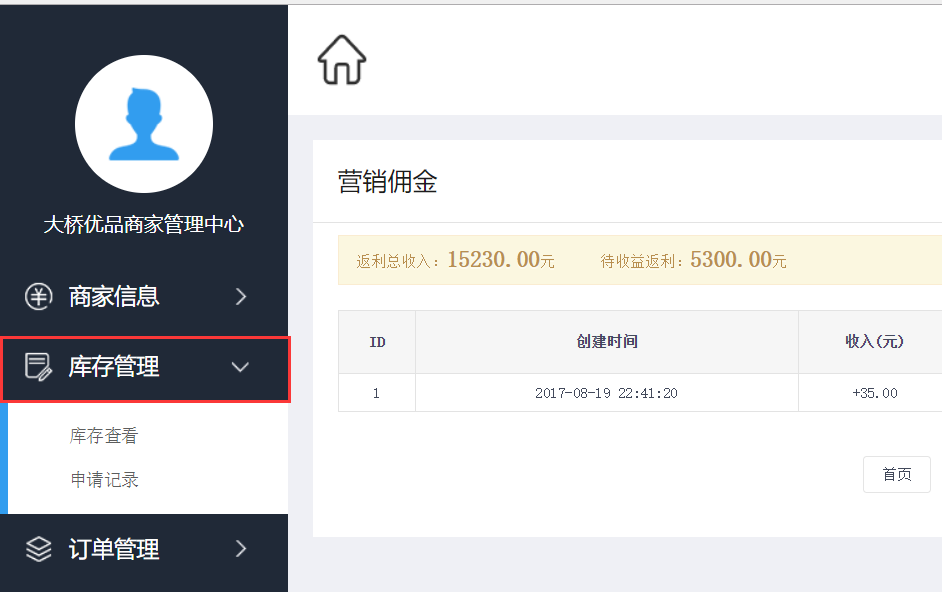 大桥优品商家管理中心
商家信息
库存管理
库存查看
申请记录
订单管理
营销佣金
返利总收入：15230.00元 待收益返利：5300.00元
ID 创建时间 收入(元)
1 2017-08-19 22:41:20 +35.00
首页